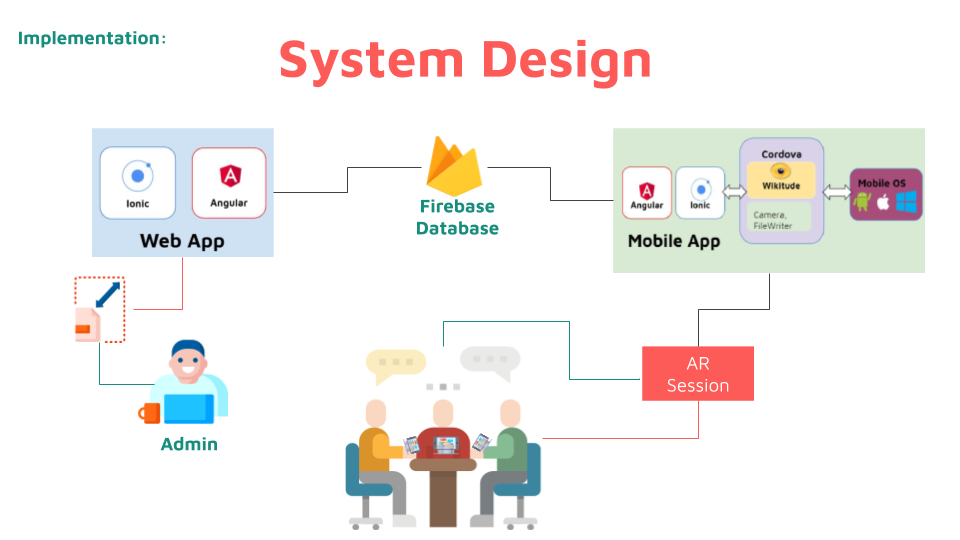 Implementation:
System Design
Ionic
Angular
Web App
Firebase
Database
Angular
Ionic
Cordova
Wikitude
Camera,
FileWriter
Mobile OS
Mobile App
AR
Session
Admin